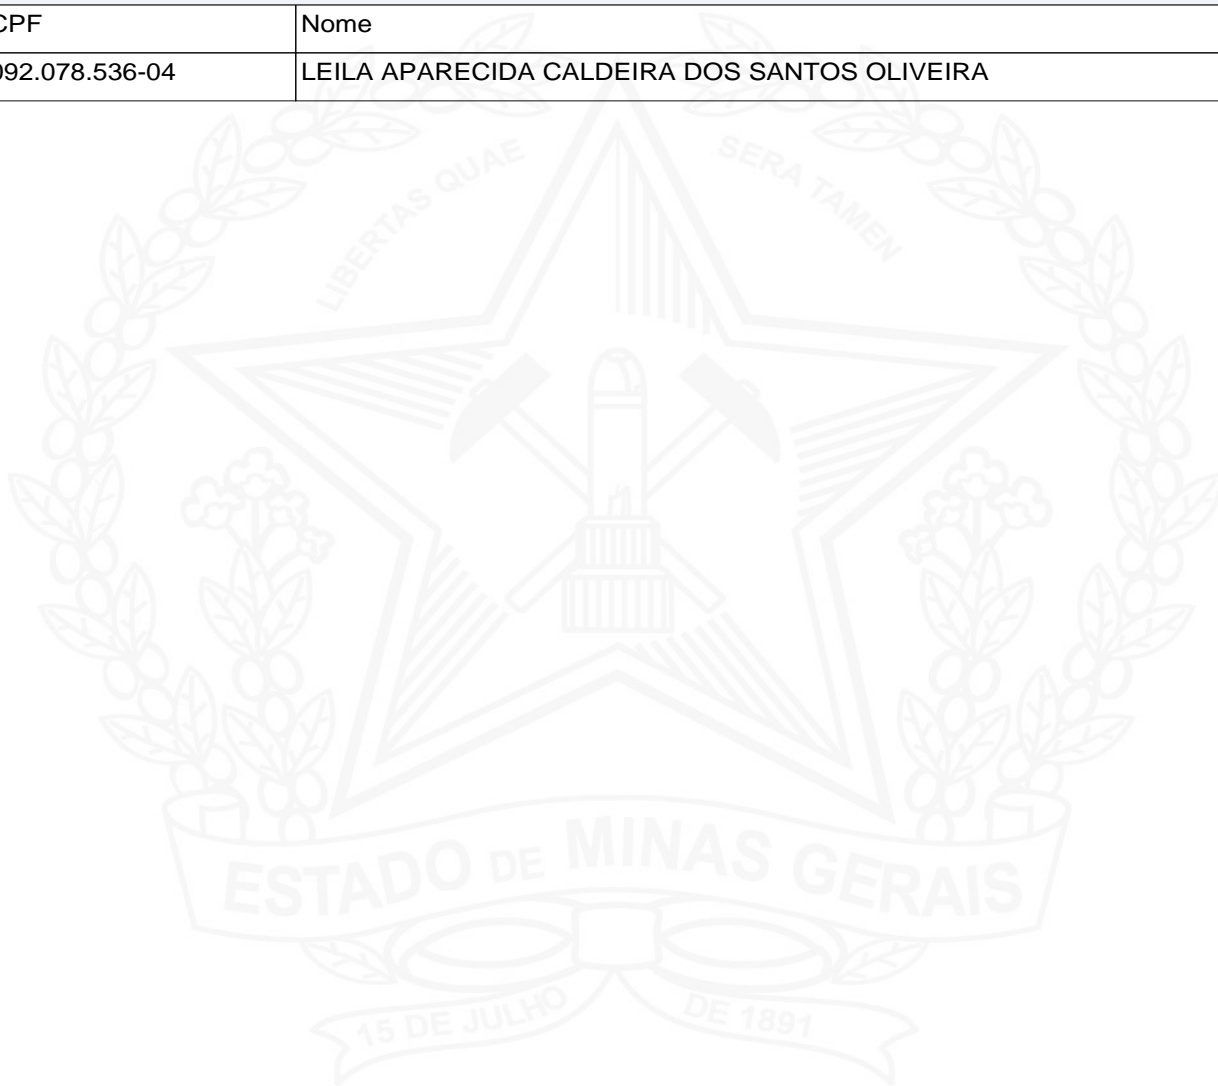 CPF Nome
092.078.536-04 LEILA APARECIDA CALDEIRA DOS SANTOS OLIVEIRA
LIBERTAS QUAE SERA TAMEN
ESTADO DE MINAS GERAIS
15 DE JULHO DE 1891